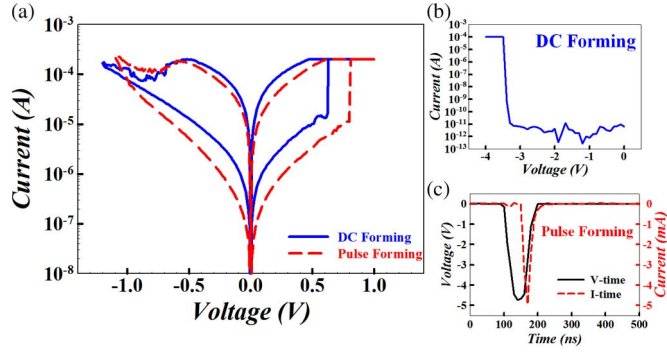 (a)
Current (A)
10-3
10-4
10-5
10-6
10-7
10-8
DC Forming
Pulse Forming
-1.0 -0.5 0.0 0.5 1.0
Voltage (V)
(b)
Current (A)
10-3
10-4
10-5
10-6
10-7
10-8
10-9
10-10
10-11
10-12
10-13
DC Forming
-4 -3 -2 -1 0
Voltage (V)
(c)
Voltage (V)
0
-1
-2
-3
-4
-5
Pulse Forming
V-time
I-time
0
-1
-2
-3
-4
-5
Current (mA)
0 100 200 300 400 500
Time (ns)